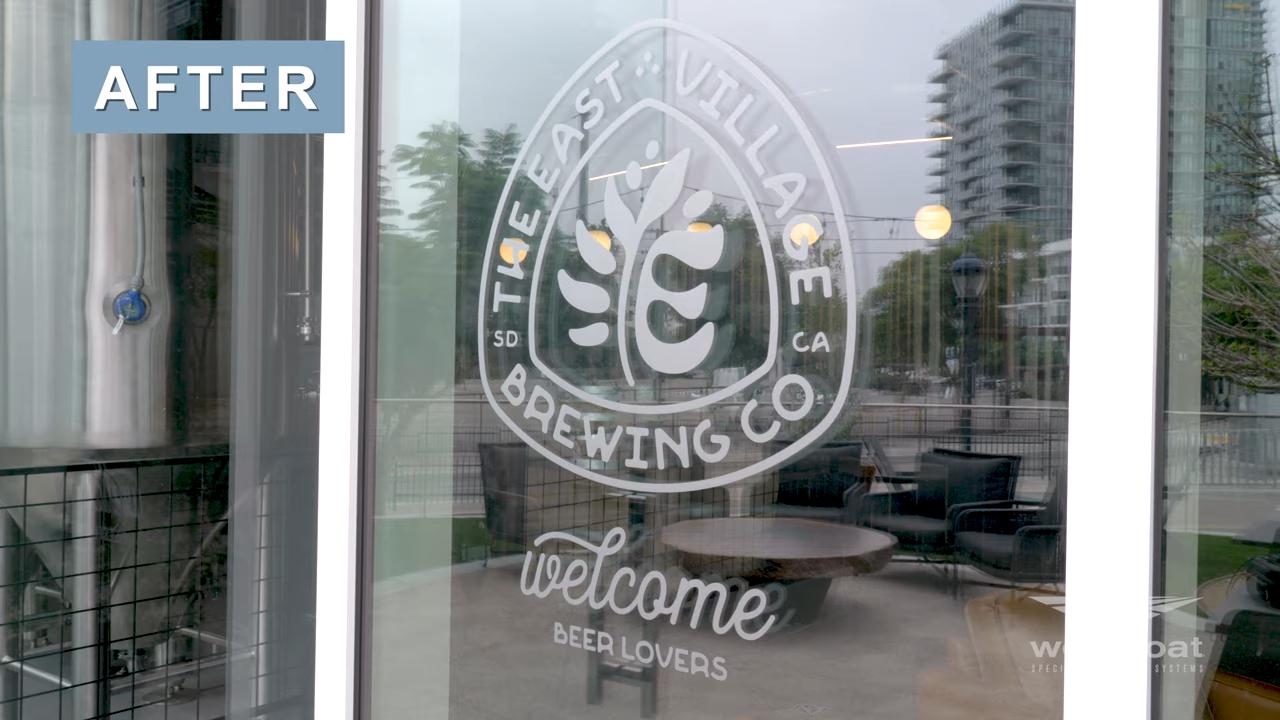 AFTER
THE EAST VILLAGE
SD CA
BREWING CO
welcome
BEER LOVERS